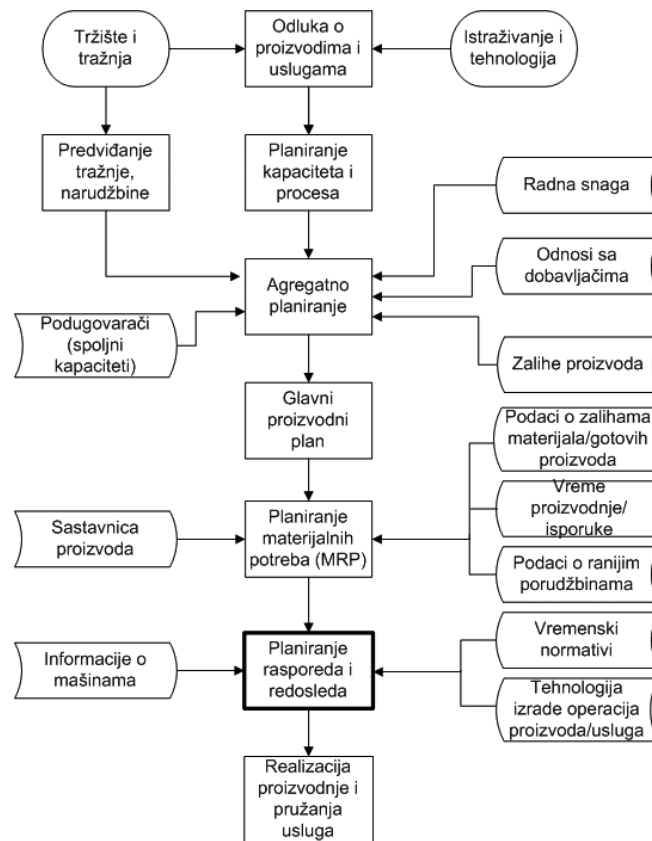 Tržište i
tražnja
Odluka o
proizvodima i
uslugama
Istraživanje i
tehnologija
Predviđanje
tražnje,
narudžbine
Planiranje
kapaciteta i
procesa
Radna snaga
Odnosi sa
dobavljačima
Agregatno
planiranje
Podugovarači
(spoljni
kapaciteti)
Zalihe proizvoda
Glavni
proizvodni
plan
Podaci o zalihama
materijala/gotovih
proizvoda
Vreme
proizvodnje/
isporuke
Sastavnica
proizvoda
Planiranje
materijalnih
potreba (MRP)
Podaci o ranijim
porudžbinama
Informacije o
mašinama
Planiranje
rasporeda i
redosleda
Vremenski
normativi
Tehnologija
izrade operacija
proizvoda/usluga
Realizacija
proizvodnje i
pružanja
usluga